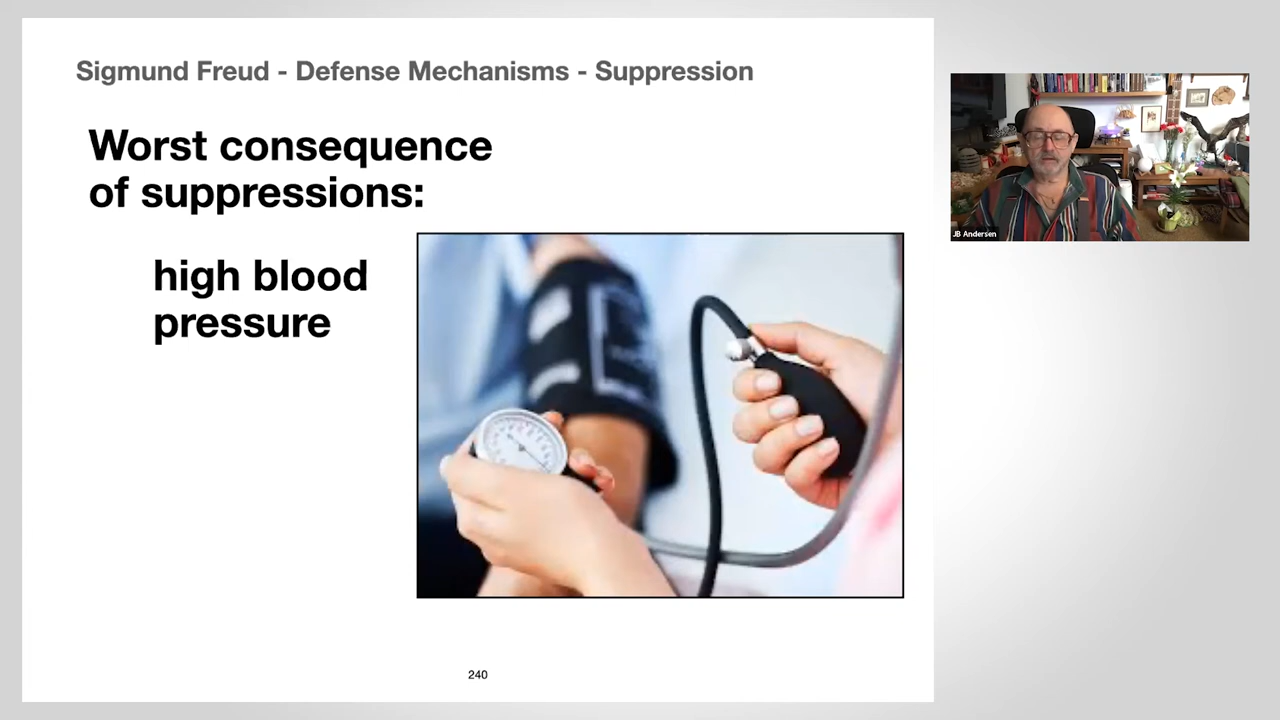 Sigmund Freud - Defense Mechanisms - Suppression
Worst consequence
of suppressions:
high blood
pressure
240
JB Andersen